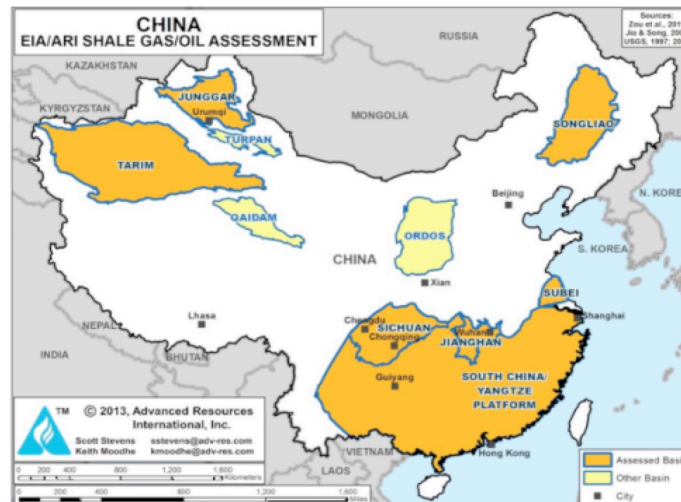 CHINA
EIA/ARI SHALE GAS/OIL ASSESSMENT
Sources:
Zou et al., 201
Jia & Song, 200
USGS, 1997; 20
RUSSIA
KAZAKHSTAN
KYRGYZSTAN
MONGOLIA
JUNGGAR
Urumqi
TURPAN
SONGLIAO
TARIM
QAIDAM
Beijing
N. KORE
ORDOS
CHINA
S. KOREA
Xian
SUBEI
Shanghai
Lhasa
Chengdu
SICHUAN
Wuhan
Chongqing
JIANGHAN
NEPAL
BHUTAN
INDIA
Guiyang
SOUTH CHINA/
YANGTZE
PLATFORM
Hong Kong
VIETNAM
LAOS
TM
© 2013, Advanced Resources
International, Inc.
Scott Stevens sstevens@adv-res.com
Keith Moodhe kmoodhe@adv-res.com
0 200 400 800 1,200 1,600
Kilometers
0 200 400 800 1,200 1,600
Miles
Assessed Basi
Other Basin
City